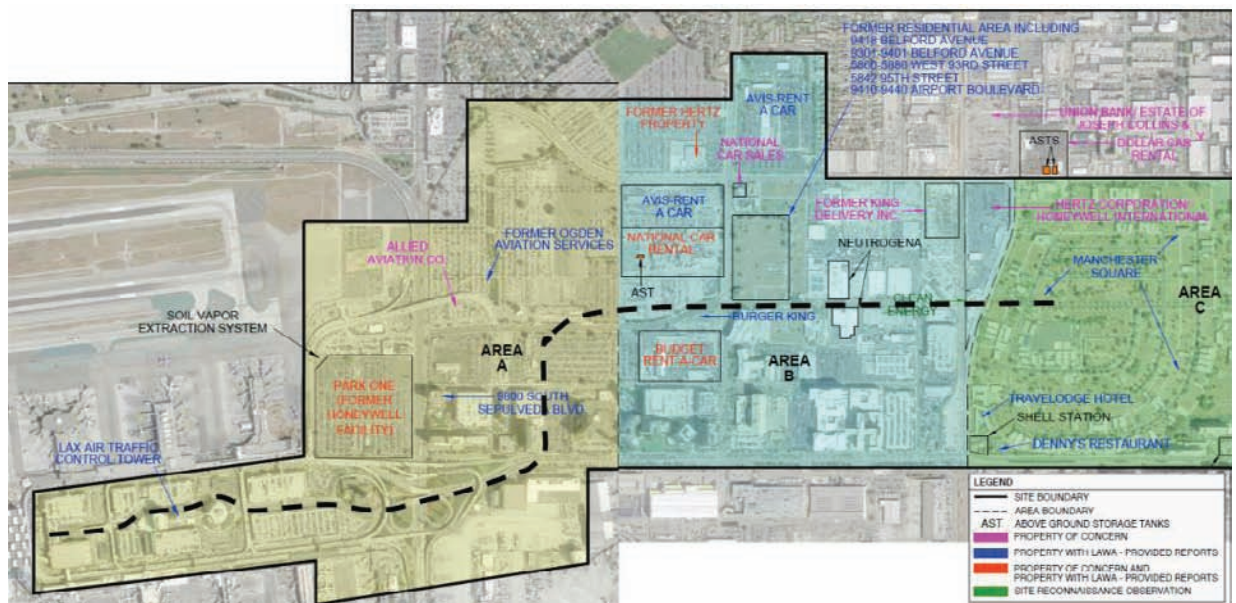 FORMER RESIDENTIAL AREA INCLUDING
9418 BELFORD AVENUE
9301-9401 BELFORD AVENUE
5860-5880 WEST 93RD STREET
5842 95TH STREET
9410-9440 AIRPORT BOULEVARD
AVIS-RENT
A CAR
FORMER HERTZ
PROPERTY
NATIONAL
CAR SALES
UNION BANK/ ESTATE OF
JOSEPH COLLINS &
DOLLAR CAR
RENTAL
ASTS
AVIS-RENT
A CAR
NATIONAL CAR
RENTAL
AST
FORMER KING
DELIVERY INC.
HERTZ CORPORATION/
HONEYWELL INTERNATIONAL
NEUTROGENA
MANCHESTER
SQUARE
AREA
C
ALLIED
AVIATION CO.
FORMER OGDEN
AVIATION SERVICES
SOIL VAPOR
EXTRACTION SYSTEM
CLEAN
ENERGY
BURGER KING
AREA
A
BUDGET
RENT-A-CAR
AREA
B
PARK ONE
(FORMER
HONEYWELL
FACILITY)
9800 SOUTH
SEPULVEDA BLVD.
TRAVELODGE HOTEL
SHELL STATION
DENNY'S RESTAURANT
LAX AIR TRAFFIC
CONTROL TOWER
LEGEND
SITE BOUNDARY
AREA BOUNDARY
AST ABOVE GROUND STORAGE TANKS
PROPERTY OF CONCERN
PROPERTY WITH LAWA - PROVIDED REPORTS
PROPERTY OF CONCERN AND
PROPERTY WITH LAWA - PROVIDED REPORTS
SITE RECONNAISSANCE OBSERVATION